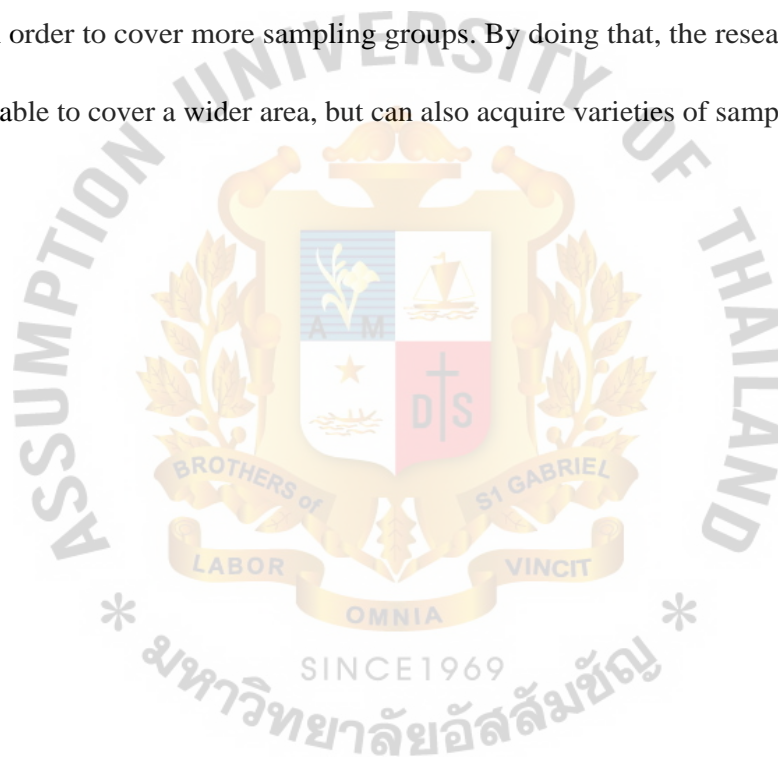 order to cover more sampling groups. By doing that, the resea
able to cover a wider area, but can also acquire varieties of samp
ASSUMPTION UNIVERSITY OF THAILAND
A M
D S
BROTHERS of ST GABRIEL
LABOR OMNIA VINCIT
SINCE1969
* มหาวิทยาลัยอัสสัมชัญ *